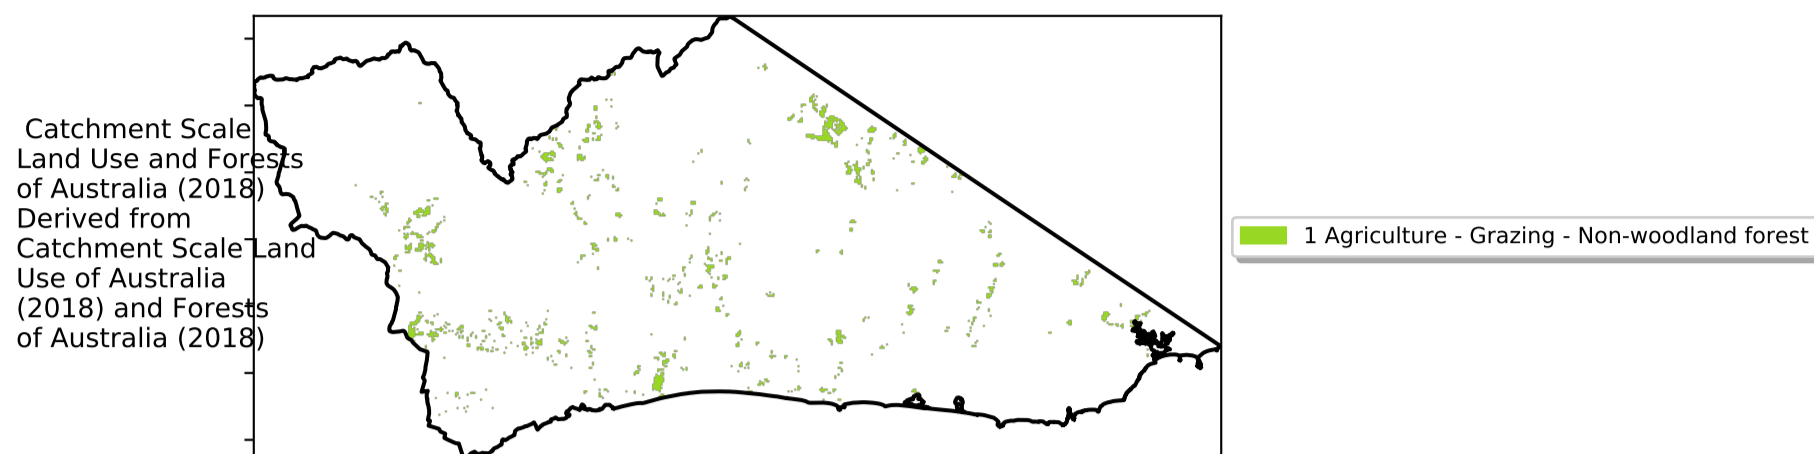 Catchment Scale
Land Use and Forests
of Australia (2018)
Derived from
Catchment Scale Land
Use of Australia
(2018) and Forests
of Australia (2018)
1 Agriculture - Grazing - Non-woodland forest